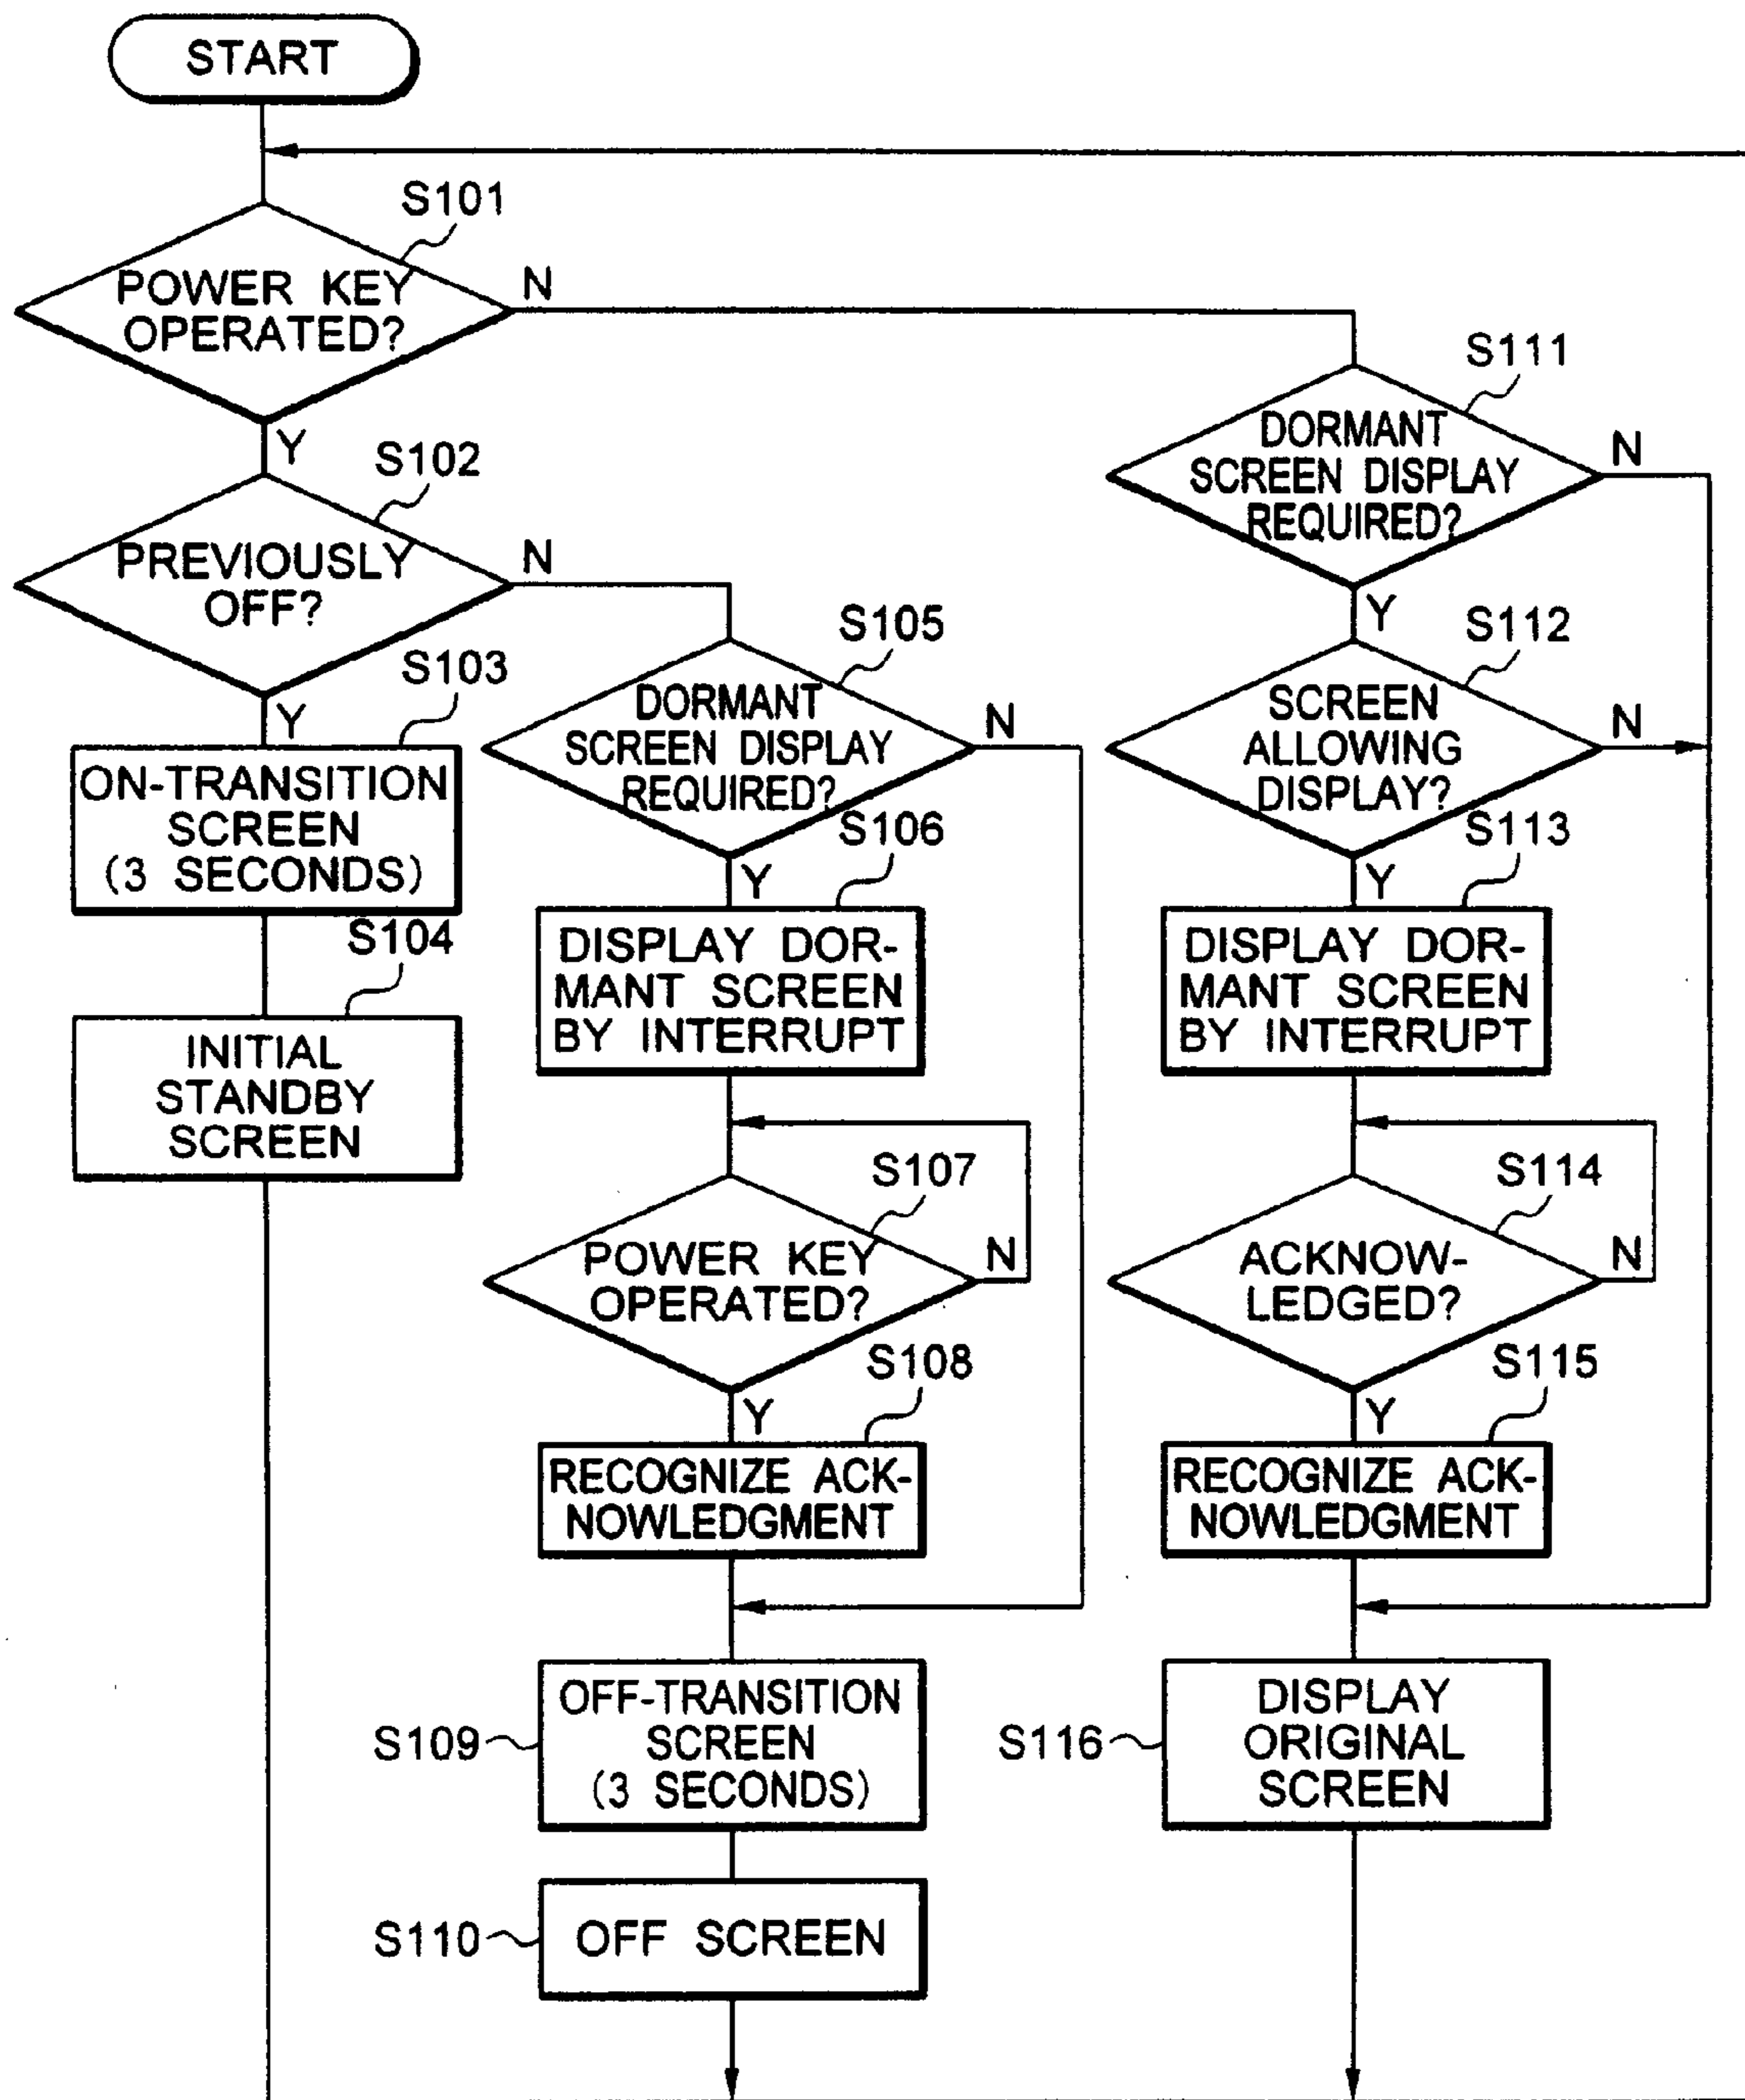 START
S101
POWER KEY
OPERATED?
N
Y
S102
PREVIOUSLY
OFF?
N
Y
S103
ON-TRANSITION
SCREEN
(3 SECONDS)
S104
INITIAL
STANDBY
SCREEN
S105
DORMANT
SCREEN DISPLAY
REQUIRED?
N
Y
S106
DISPLAY DOR-
MANT SCREEN
BY INTERRUPT
S107
POWER KEY
OPERATED?
N
Y
S108
RECOGNIZE ACK-
NOWLEDGMENT
S109
OFF-TRANSITION
SCREEN
(3 SECONDS)
S110
OFF SCREEN
S111
DORMANT
SCREEN DISPLAY
REQUIRED?
N
Y
S112
SCREEN
ALLOWING
DISPLAY?
N
Y
S113
DISPLAY DOR-
MANT SCREEN
BY INTERRUPT
S114
ACKNOW-
LEDGED?
N
Y
S115
RECOGNIZE ACK-
NOWLEDGMENT
S116
DISPLAY
ORIGINAL
SCREEN